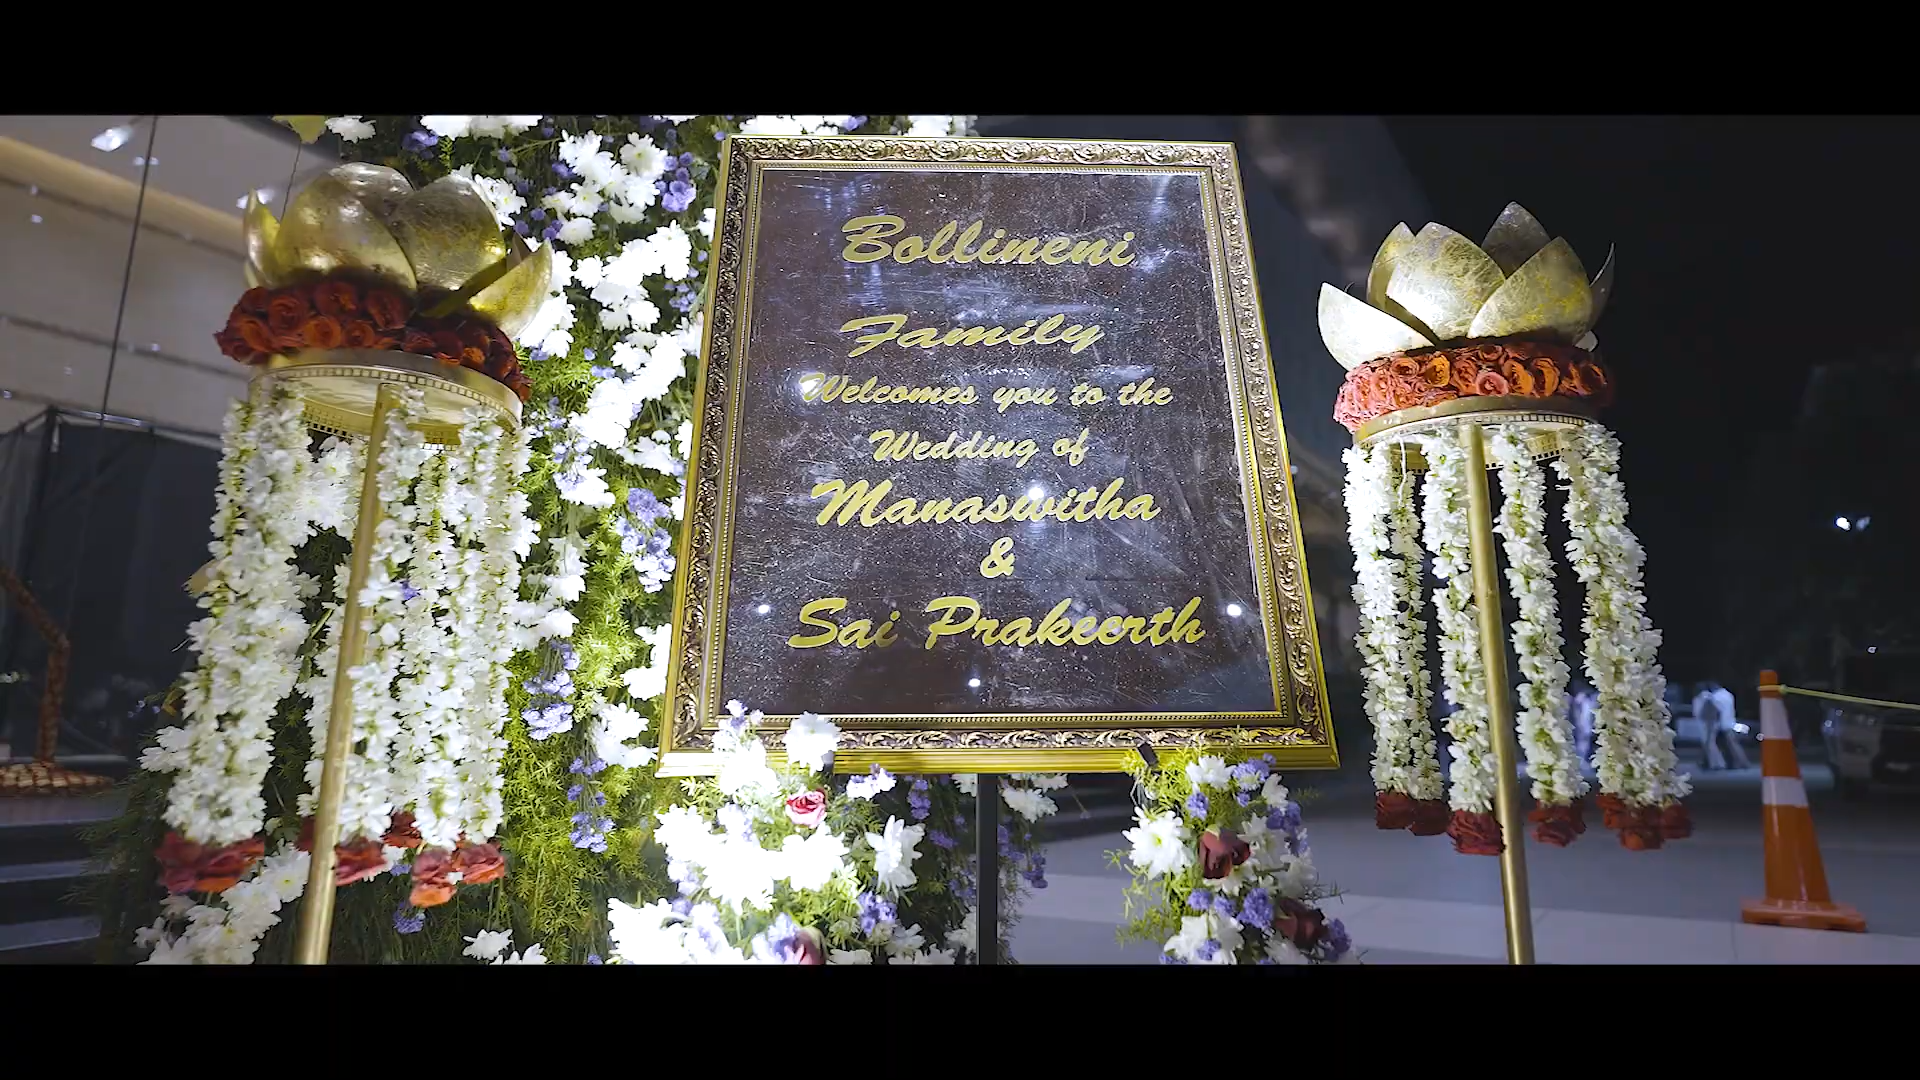 Bollineni
Family
Welcomes you to the
Wedding of
Manaswitha
&
Sai Prakeerth